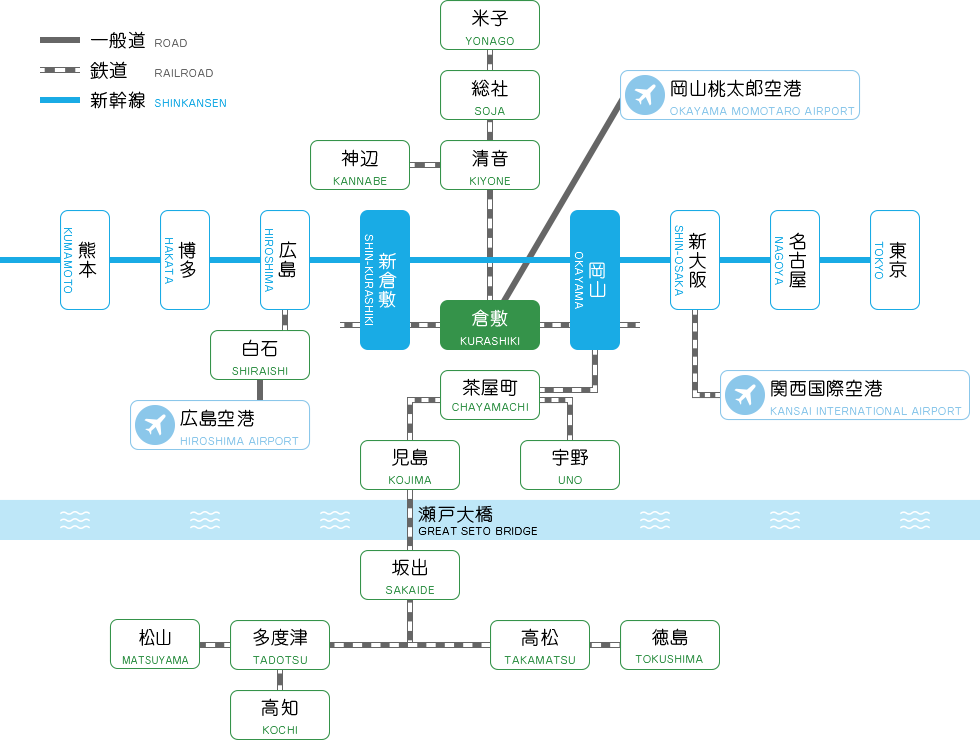 一般道 ROAD
鉄道 RAILROAD
新幹線 SHINKANSEN
米子
YONAGO
総社
SOJA
岡山桃太郎空港
OKAYAMA MOMOTARO AIRPORT
神辺
KANNABE
清音
KIYONE
熊本
KUMAMOTO
博多
HAKATA
広島
HIROSHIMA
新倉敷
SHIN-KURASHIKI
岡山
OKAYAMA
新大阪
SHIN-OSAKA
名古屋
NAGOYA
東京
TOKYO
倉敷
KURASHIKI
白石
SHIRAISHI
広島空港
HIROSHIMA AIRPORT
茶屋町
CHAYAMACHI
関西国際空港
KANSAI INTERNATIONAL AIRPORT
児島
KOJIMA
宇野
UNO
瀬戸大橋
GREAT SETO BRIDGE
坂出
SAKAIDE
松山
MATSUYAMA
多度津
TADOTSU
高松
TAKAMATSU
徳島
TOKUSHIMA
高知
KOCHI